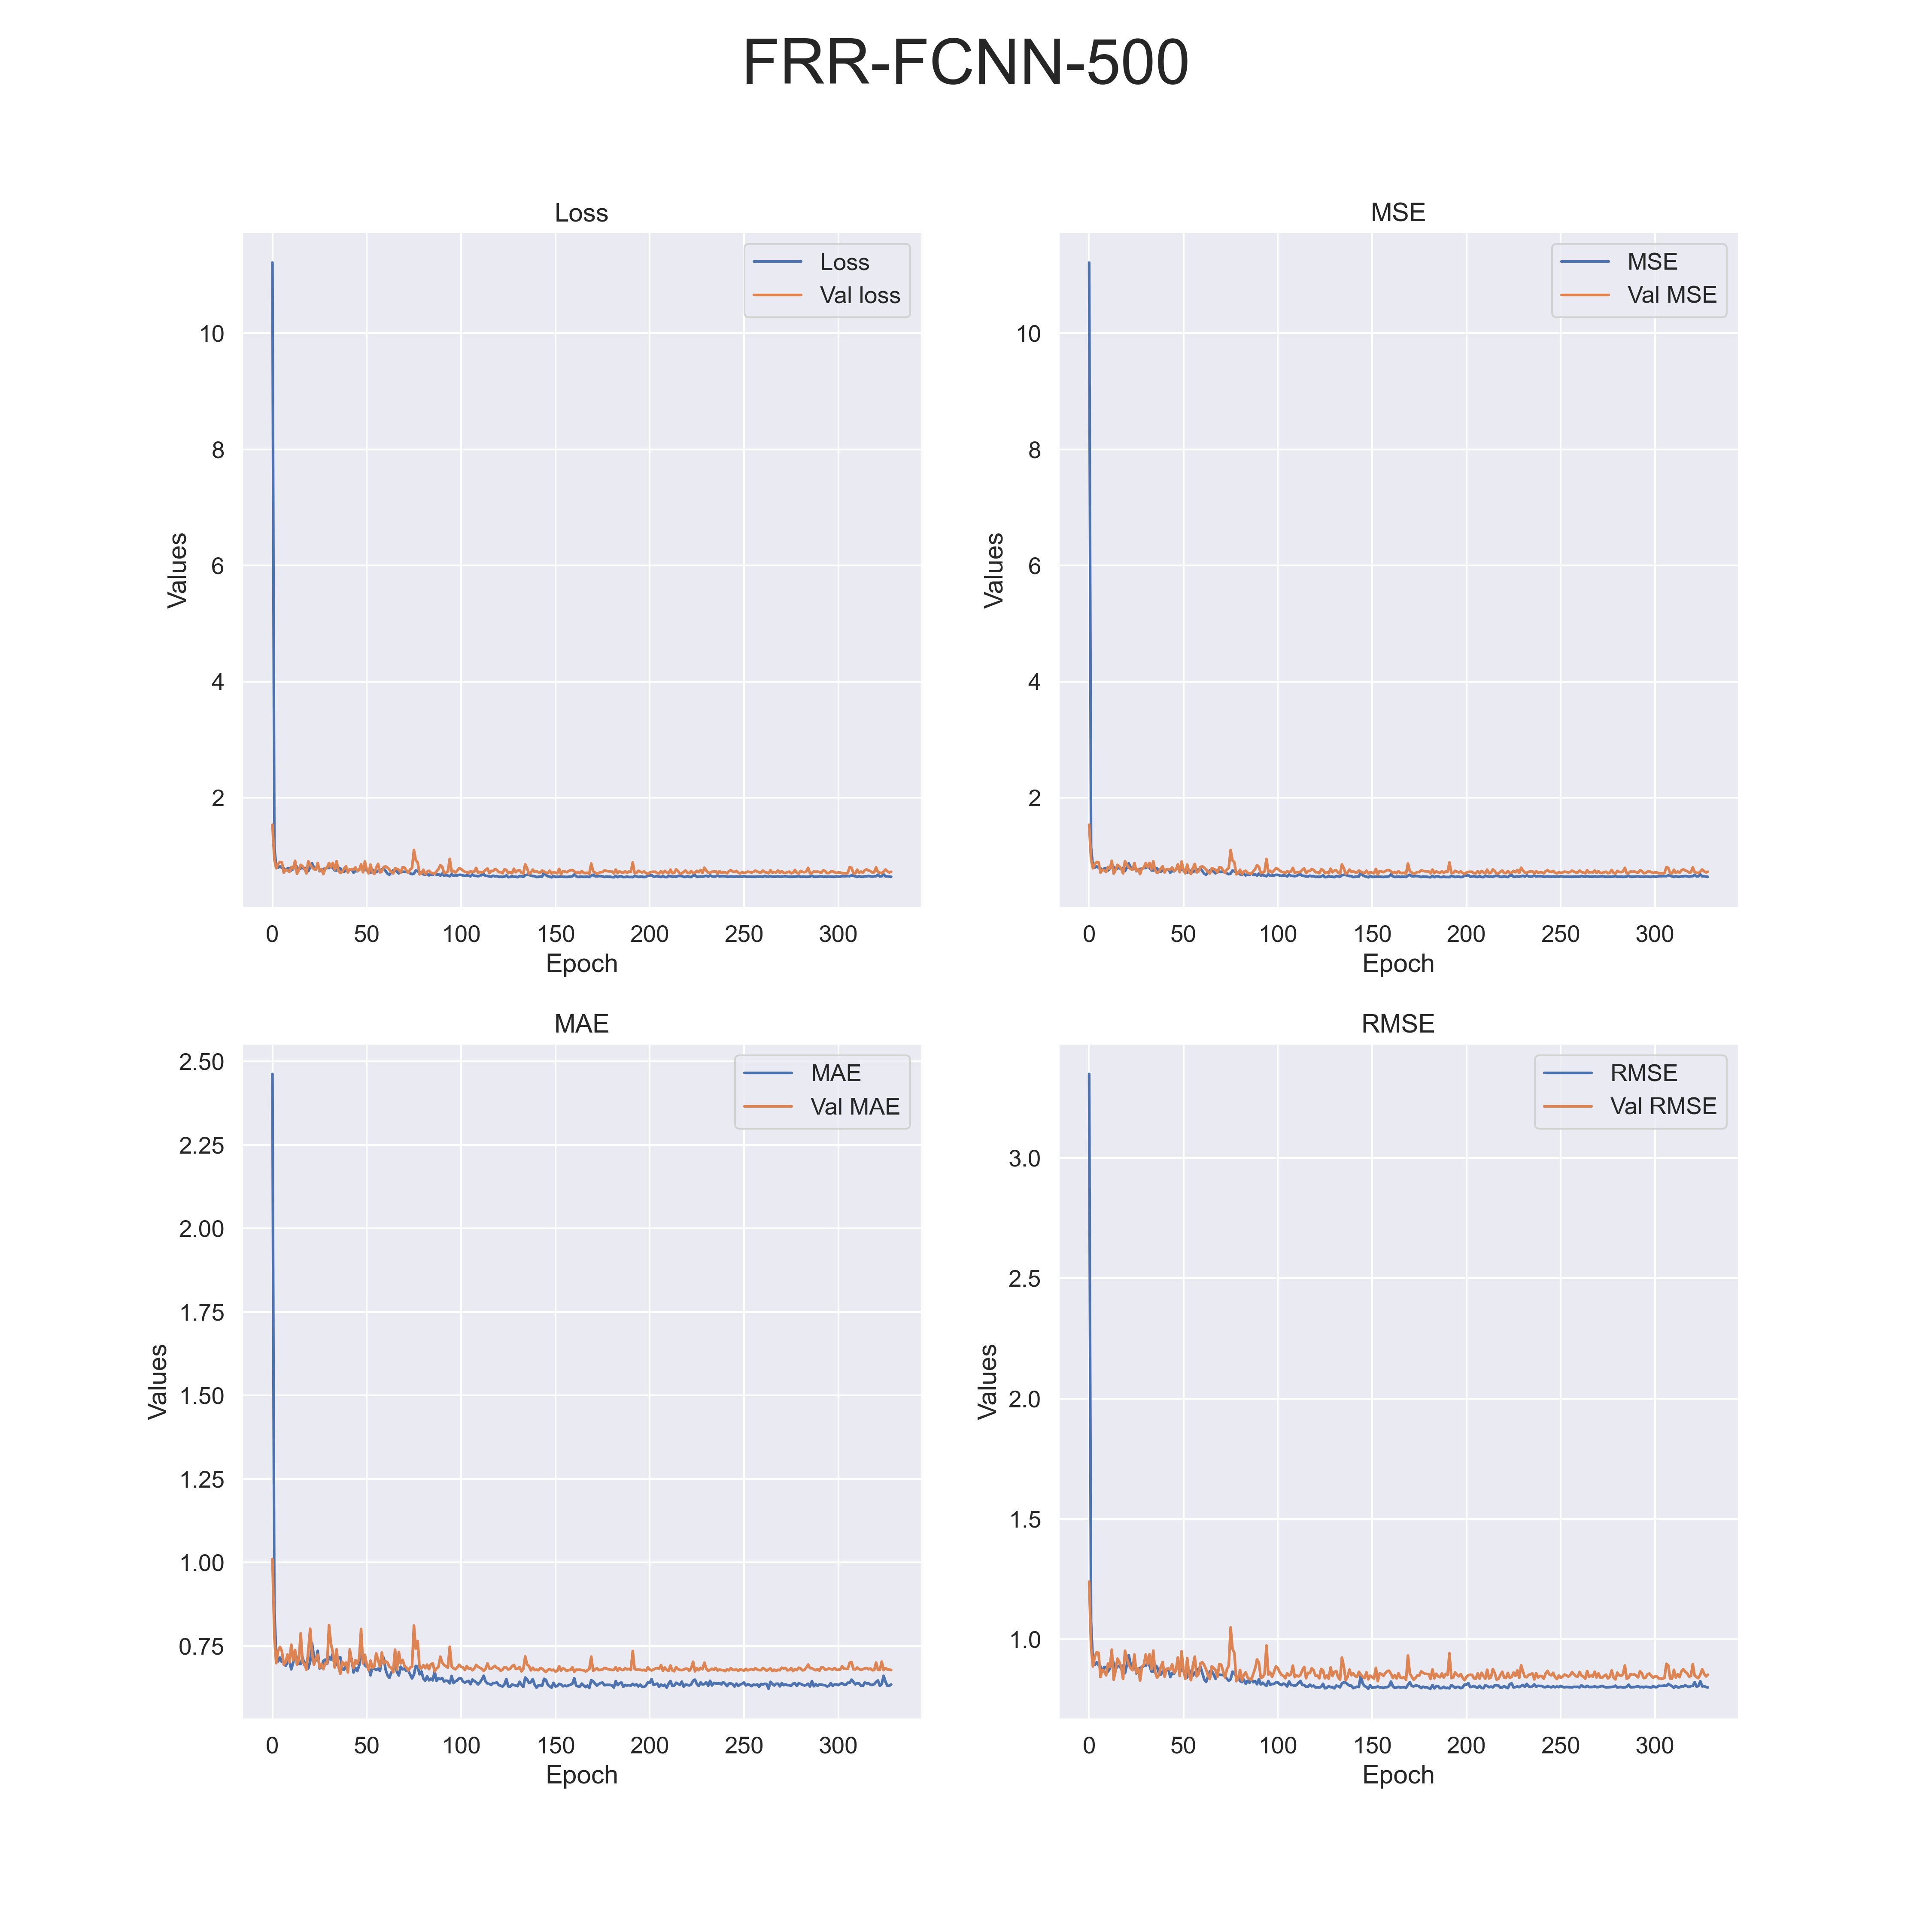 FRR-FCNN-500
Loss
Loss
Val loss
10
8
6
4
2
Values
0 50 100 150 200 250 300
Epoch
MSE
MSE
Val MSE
10
8
6
4
2
Values
0 50 100 150 200 250 300
Epoch
MAE
MAE
Val MAE
2.50
2.25
2.00
1.75
1.50
1.25
1.00
0.75
Values
0 50 100 150 200 250 300
Epoch
RMSE
RMSE
Val RMSE
3.0
2.5
2.0
1.5
1.0
Values
0 50 100 150 200 250 300
Epoch